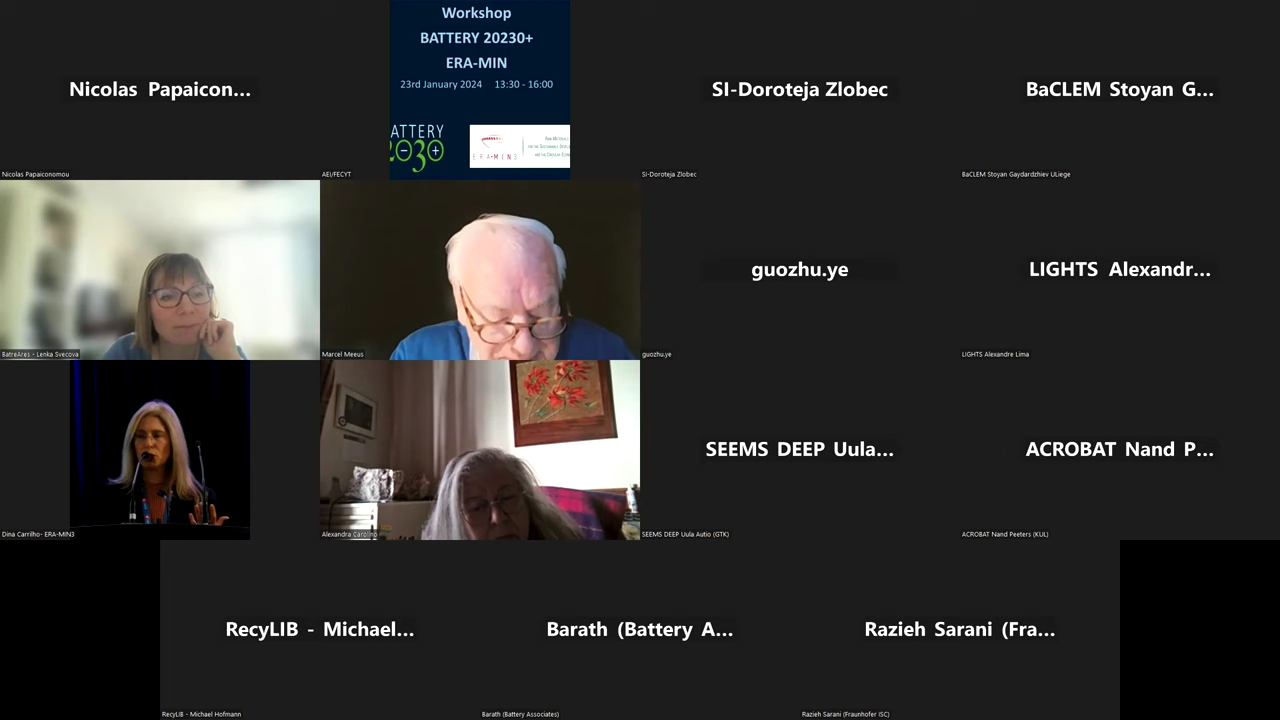 Nicolas Papaicon...
Nicolas Papaiconomou
Workshop
BATTERY 20230+
ERA-MIN
23rd January 2024 13:30 - 16:00
ATTERY
2030+
ERA-MIN3
AEI/FECYT
SI-Doroteja Zlobec
SI-Doroteja Zlobec
BaCLEM Stoyan G...
BaCLEM Stoyan Gaydardzhiev ULiege
BatreAres - Lenka Svecova
Marcel Meeus
guozhu.ye
guozhu.ye
LIGHTS Alexandr...
LIGHTS Alexandre Lima
Dina Carrilho- ERA-MIN3
Alexandra Carolino
SEEMS DEEP Uula...
SEEMS DEEP Uula Autio (GTK)
ACROBAT Nand P...
ACROBAT Nand Peeters (KUL)
RecyLIB - Michael...
RecyLIB - Michael Hofmann
Barath (Battery A...
Barath (Battery Associates)
Razieh Sarani (Fra...
Razieh Sarani (Fraunhofer ISC)